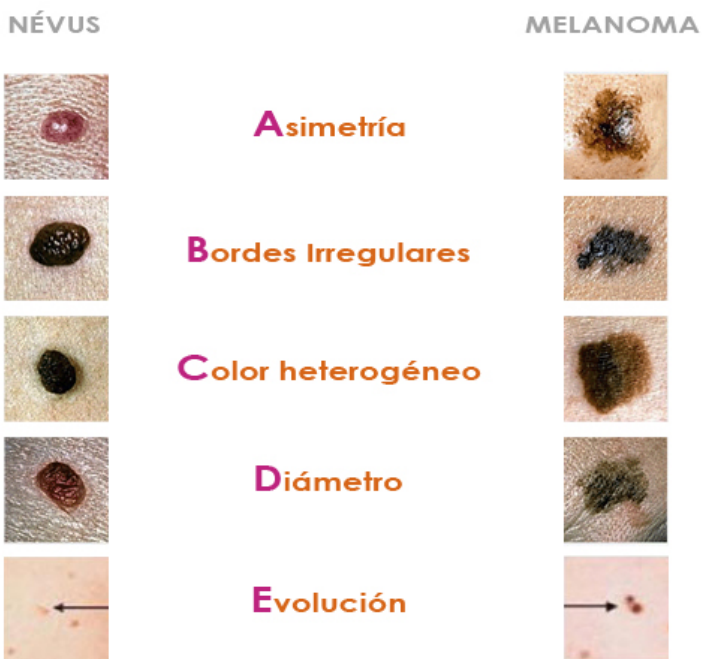 NÉVUS
MELANOMA
Asimetría
Bordes Irregulares
Color heterogéneo
Diámetro
Evolución